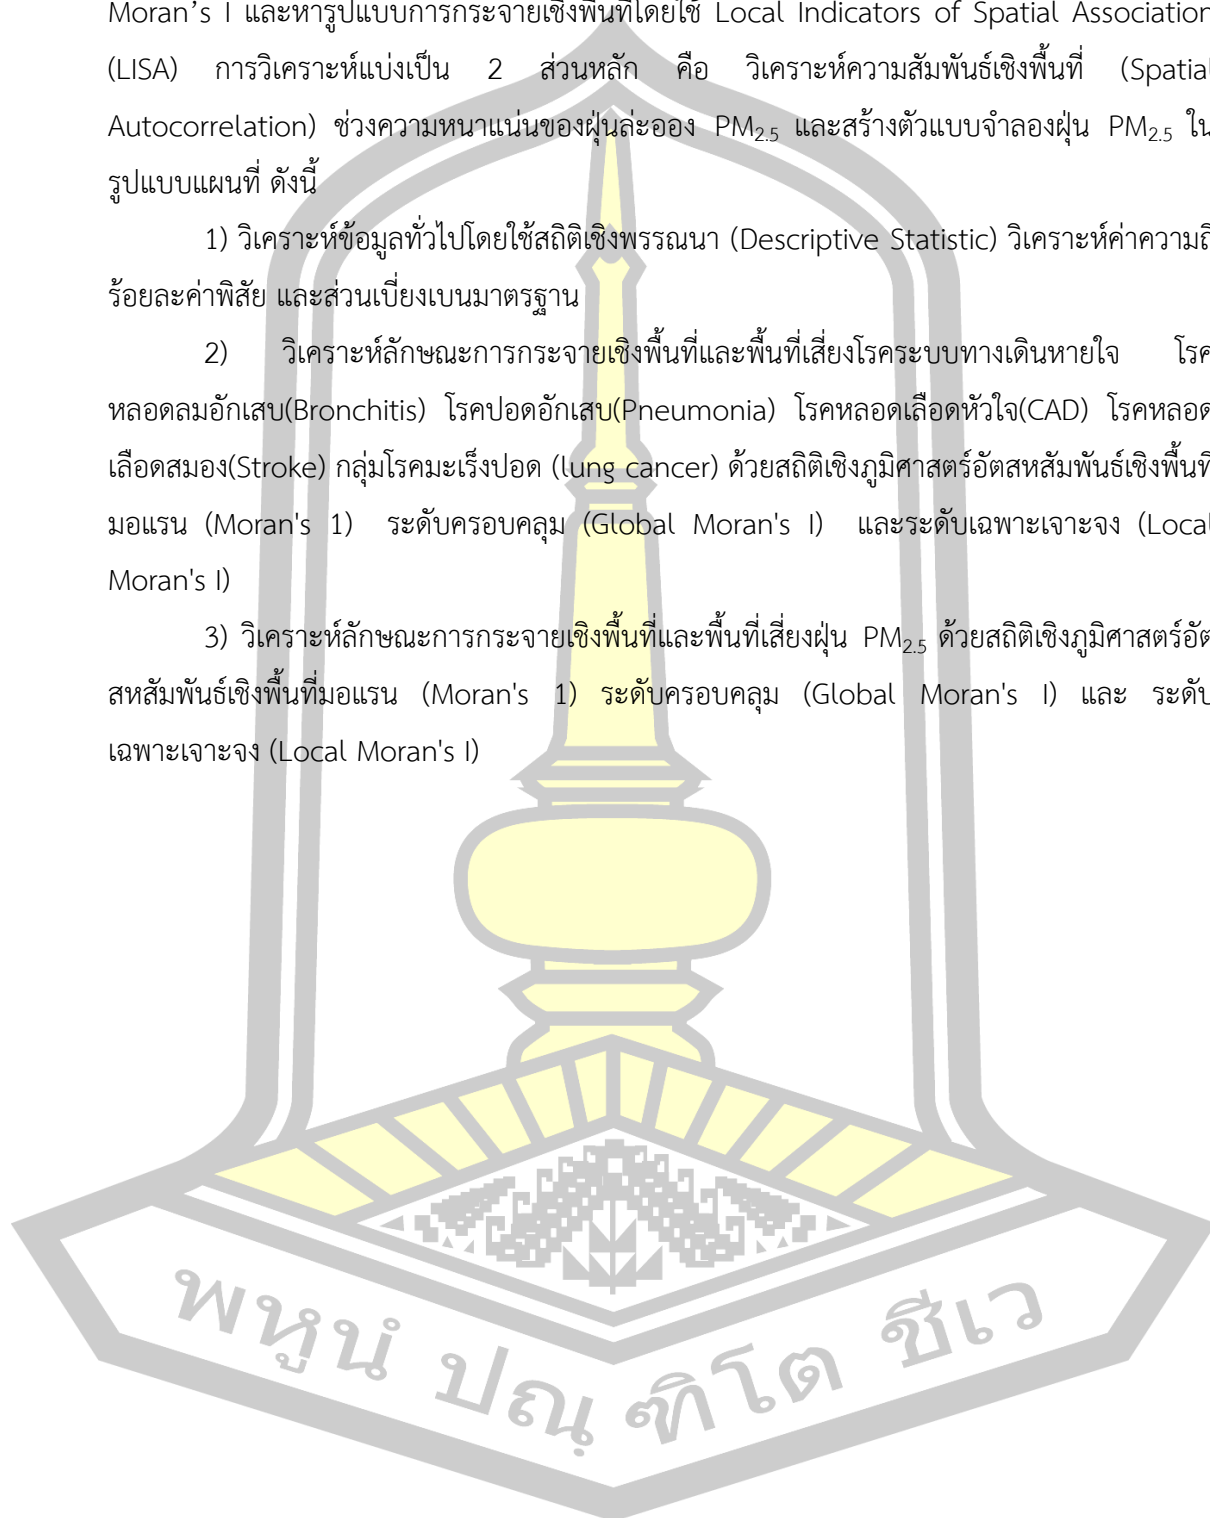 Moran’s I และหารูปแบบการกระจายเชิงพื้นที่โดยใช้ Local Indicators of Spatial Association
(LISA) การวิเคราะห์แบ่งเป็น 2 ส่วนหลัก คือ วิเคราะห์ความสัมพันธ์เชิงพื้นที่ (Spatial
Autocorrelation) ช่วงความหนาแน่นของฝุ่นละออง PM2.5 และสร้างตัวแบบจำลองฝุ่น PM2.5 ใน
รูปแบบแผนที่ ดังนี้
1) วิเคราะห์ข้อมูลทั่วไปโดยใช้สถิติเชิงพรรณนา (Descriptive Statistic) วิเคราะห์ค่าความถี่
ร้อยละค่าพิสัย และส่วนเบี่ยงเบนมาตรฐาน
2) วิเคราะห์ลักษณะการกระจายเชิงพื้นที่และพื้นที่เสี่ยงโรคระบบทางเดินหายใจ โรค
หลอดลมอักเสบ(Bronchitis) โรคปอดอักเสบ(Pneumonia) โรคหลอดเลือดหัวใจ(CAD) โรคหลอด
เลือดสมอง(Stroke) กลุ่มโรคมะเร็งปอด (lung cancer) ด้วยสถิติเชิงภูมิศาสตร์อัตสหสัมพันธ์เชิงพื้นที่
มอแรน (Moran's 1) ระดับครอบคลุม (Global Moran's I) และระดับเฉพาะเจาะจง (Local
Moran's I)
3) วิเคราะห์ลักษณะการกระจายเชิงพื้นที่และพื้นที่เสี่ยงฝุ่น PM2.5 ด้วยสถิติเชิงภูมิศาสตร์อัต
สหสัมพันธ์เชิงพื้นที่มอแรน (Moran's 1) ระดับครอบคลุม (Global Moran's I) และ ระดับ
เฉพาะเจาะจง (Local Moran's I)
พหูนํ ปณฺฑิโต ชีเว